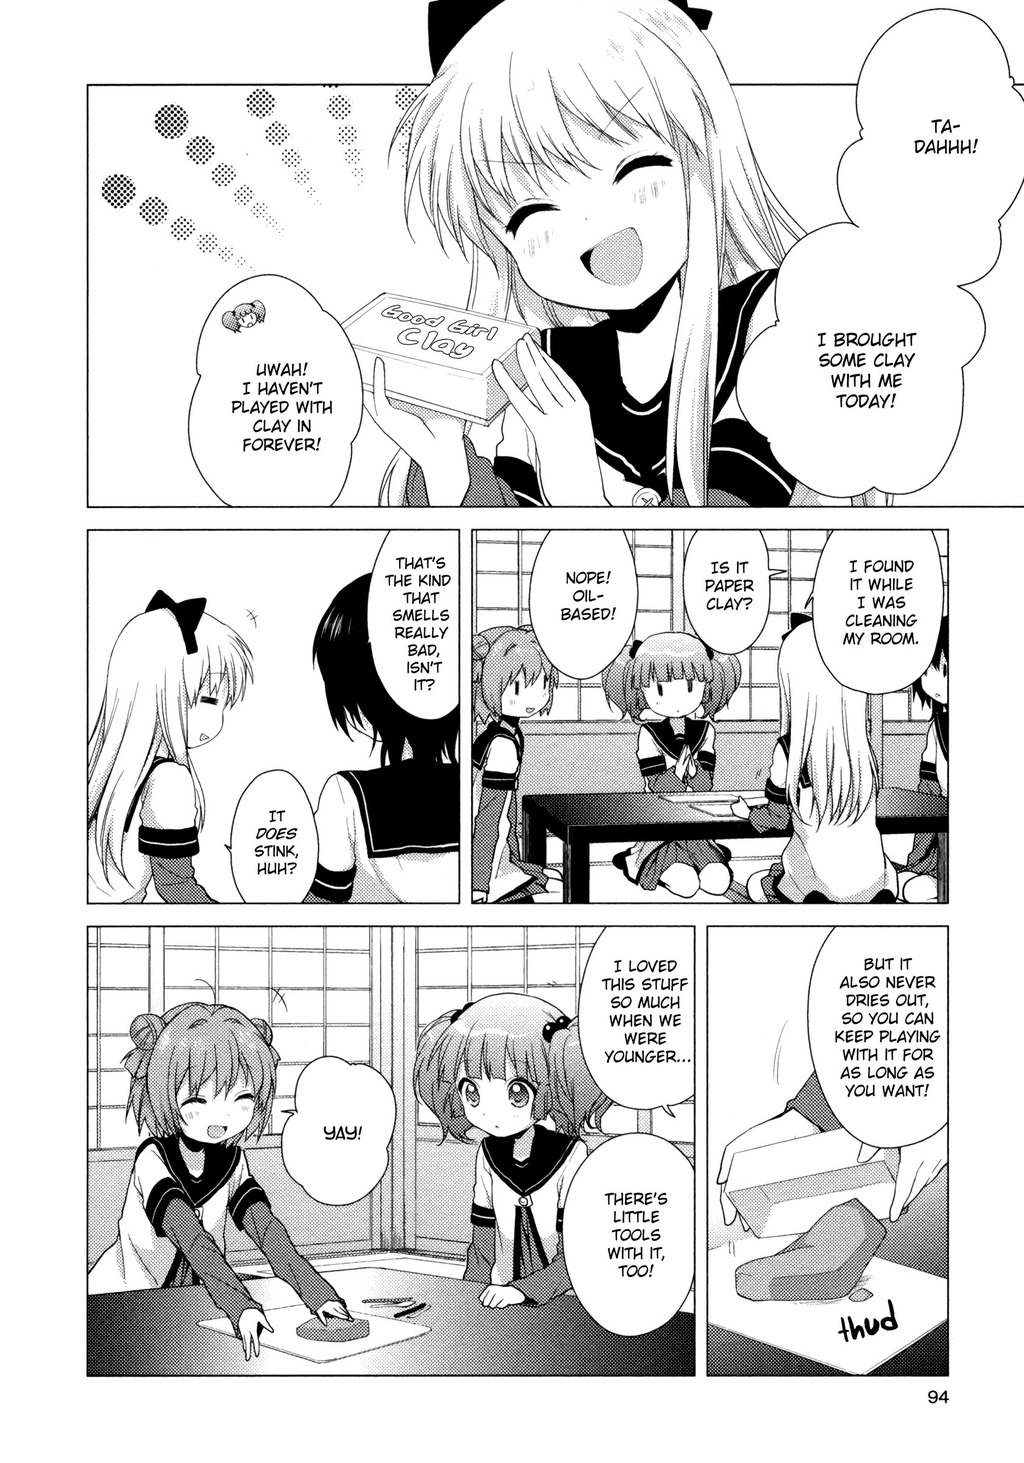 TA-
DAHHH!
I BROUGHT
SOME CLAY
WITH ME
TODAY!
Good Girl
Clay
UWAH!
I HAVEN'T
PLAYED WITH
CLAY IN
FOREVER!
I FOUND
IT WHILE
I WAS
CLEANING
MY ROOM.
IS IT
PAPER
CLAY?
NOPE!
OIL-
BASED!
THAT'S
THE KIND
THAT
SMELLS
REALLY
BAD,
ISN'T
IT?
IT
DOES
STINK,
HUH?
BUT IT
ALSO NEVER
DRIES OUT,
SO YOU CAN
KEEP PLAYING
WITH IT FOR
AS LONG AS
YOU WANT!
thud
I LOVED
THIS STUFF
SO MUCH
WHEN WE
WERE
YOUNGER...
THERE'S
LITTLE
TOOLS
WITH IT,
TOO!
YAY!
94